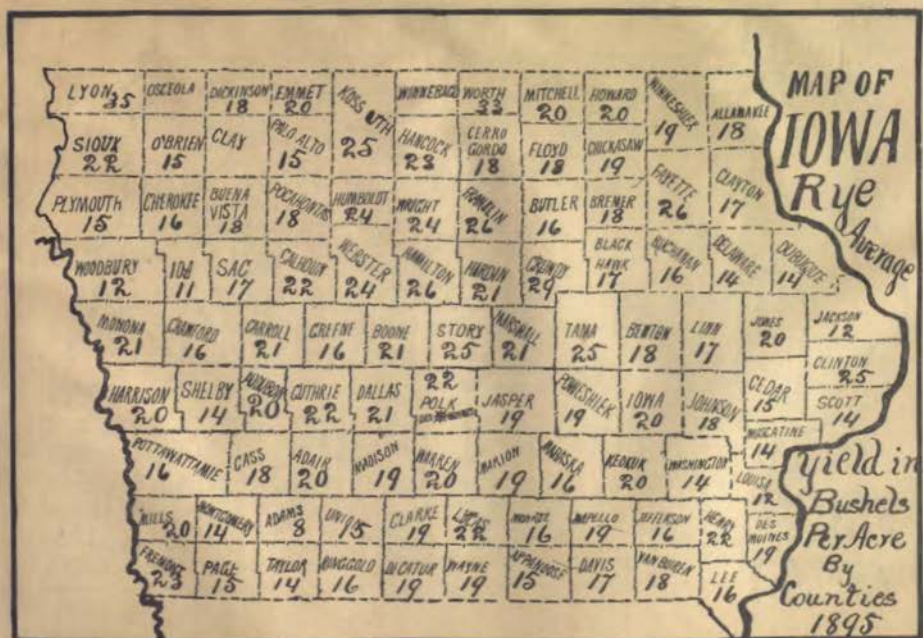 MAP OF
IOWA
Rye
Average
Yield in
Bushels
Per Acre
By
Counties
1895
LYON 35
OSCEOLA
DICKINSON 18
EMMET 20
KOSSUTH 25
WINNEBAGO
WORTH 33
MITCHELL 20
HOWARD 20
WINNESHIEK 19
ALLAMAKEE 18
SIOUX 22
O'BRIEN 15
CLAY
PALO ALTO 15
HANCOCK 23
CERRO GORDO 18
FLOYD 18
CHICKASAW 19
FAYETTE 26
CLAYTON 17
PLYMOUTH 15
CHEROKEE 16
BUENA VISTA 18
POCAHONTAS 18
HUMBOLDT 24
WRIGHT 24
FRANKLIN 26
BUTLER 16
BREMER 18
WOODBURY 12
IDA 11
SAC 17
CALHOUN 22
WEBSTER 24
HAMILTON 26
HARDIN 21
GRUNDY 29
BLACK HAWK 17
BUCHANAN 16
DELAWARE 14
DUBUQUE 14
MONONA 21
CRAWFORD 16
CARROLL 21
GREENE 16
BOONE 21
STORY 25
MARSHALL 21
TAMA 25
BENTON 18
LINN 17
JONES 20
JACKSON 12
CLINTON 25
HARRISON 20
SHELBY 14
AUDUBON 20
GUTHRIE 22
DALLAS 21
22 POLK
JASPER 19
POWESHIEK 19
IOWA 20
JOHNSON 18
CEDAR 15
SCOTT 14
MUSCATINE 14
POTTAWATTAMIE 16
CASS 18
ADAIR 20
MADISON 19
WARREN 20
MARION 19
MAHASKA 16
KEOKUK 20
WASHINGTON 14
LOUISA 12
MILLS 20
MONTGOMERY 14
ADAMS 8
UNION 15
CLARKE 19
LUCAS 22
MONROE 16
WAPELLO 19
JEFFERSON 16
HENRY 22
DES MOINES 19
FREMONT 23
PAGE 15
TAYLOR 14
RINGGOLD 16
DECATUR 19
WAYNE 19
APPANOOSE 15
DAVIS 17
VAN BUREN 18
LEE 16